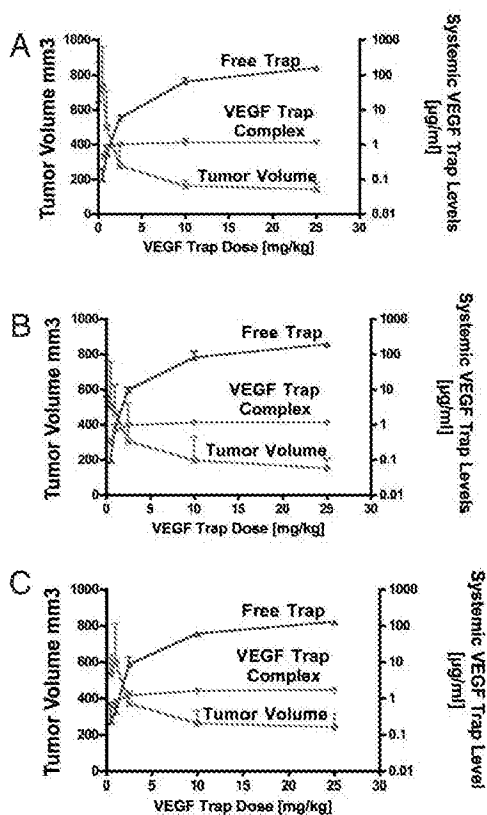 A
Tumor Volume mm3
1000
800
600
400
200
0
Free Trap
VEGF Trap
Complex
Tumor Volume
1000
100
10
1
0.1
0.01
Systemic VEGF Trap Levels
[µg/ml]
0 5 10 15 20 25 30
VEGF Trap Dose [mg/kg]
B
Tumor Volume mm3
1000
800
600
400
200
0
Free Trap
VEGF Trap
Complex
Tumor Volume
1000
100
10
1
0.1
0.01
Systemic VEGF Trap Levels
[µg/ml]
0 5 10 15 20 25 30
VEGF Trap Dose [mg/kg]
C
Tumor Volume mm3
1000
800
600
400
200
0
Free Trap
VEGF Trap
Complex
Tumor Volume
1000
100
10
1
0.1
0.01
Systemic VEGF Trap Level
[µg/ml]
0 5 10 15 20 25 30
VEGF Trap Dose [mg/kg]